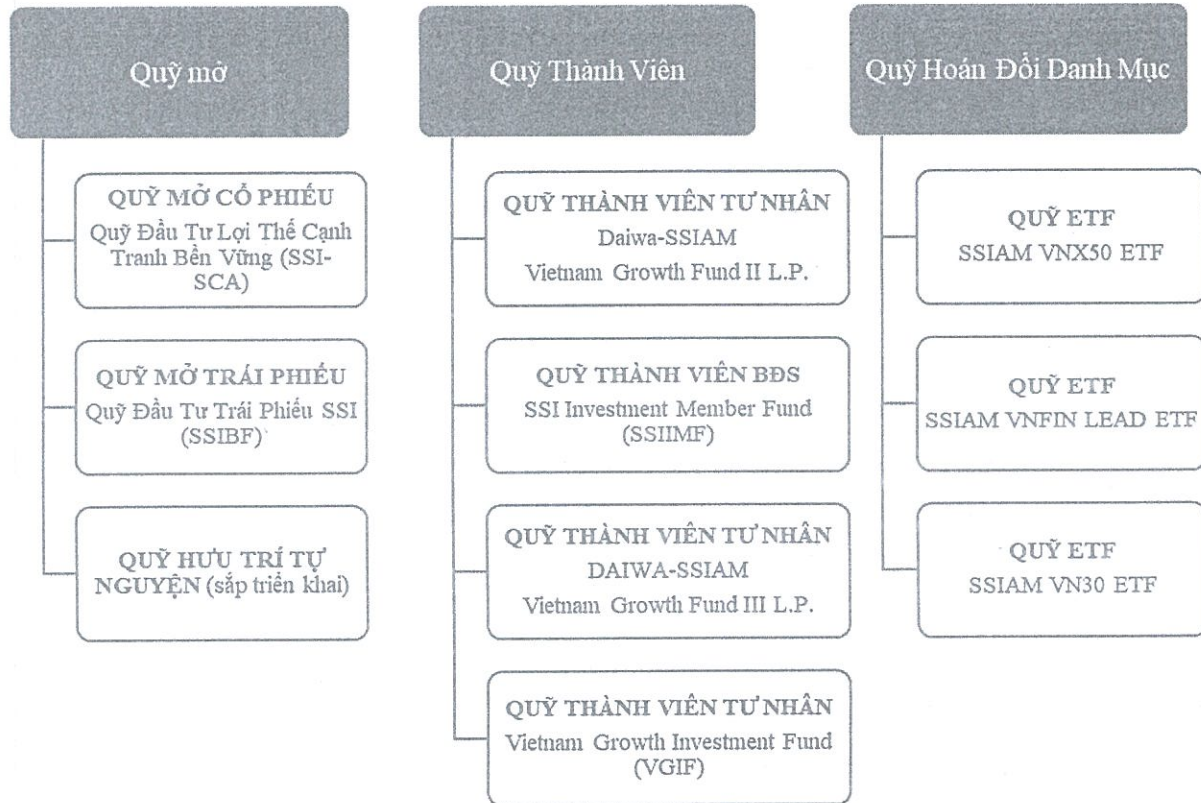 Quỹ mở
QUỸ MỞ CỔ PHIẾU
Quỹ Đầu Tư Lợi Thế Cạnh
Tranh Bền Vững (SSI-
SCA)
QUỸ MỞ TRÁI PHIẾU
Quỹ Đầu Tư Trái Phiếu SSI
(SSIBF)
QUỸ HƯU TRÍ TỰ
NGUYỆN (sắp triển khai)
Quỹ Thành Viên
QUỸ THÀNH VIÊN TƯ NHÂN
Daiwa-SSIAM
Vietnam Growth Fund II L.P.
QUỸ THÀNH VIÊN BĐS
SSI Investment Member Fund
(SSIIMF)
QUỸ THÀNH VIÊN TƯ NHÂN
DAIWA-SSIAM
Vietnam Growth Fund III L.P.
QUỸ THÀNH VIÊN TƯ NHÂN
Vietnam Growth Investment Fund
(VGIF)
Quỹ Hoán Đổi Danh Mục
QUỸ ETF
SSIAM VNX50 ETF
QUỸ ETF
SSIAM VNFIN LEAD ETF
QUỸ ETF
SSIAM VN30 ETF